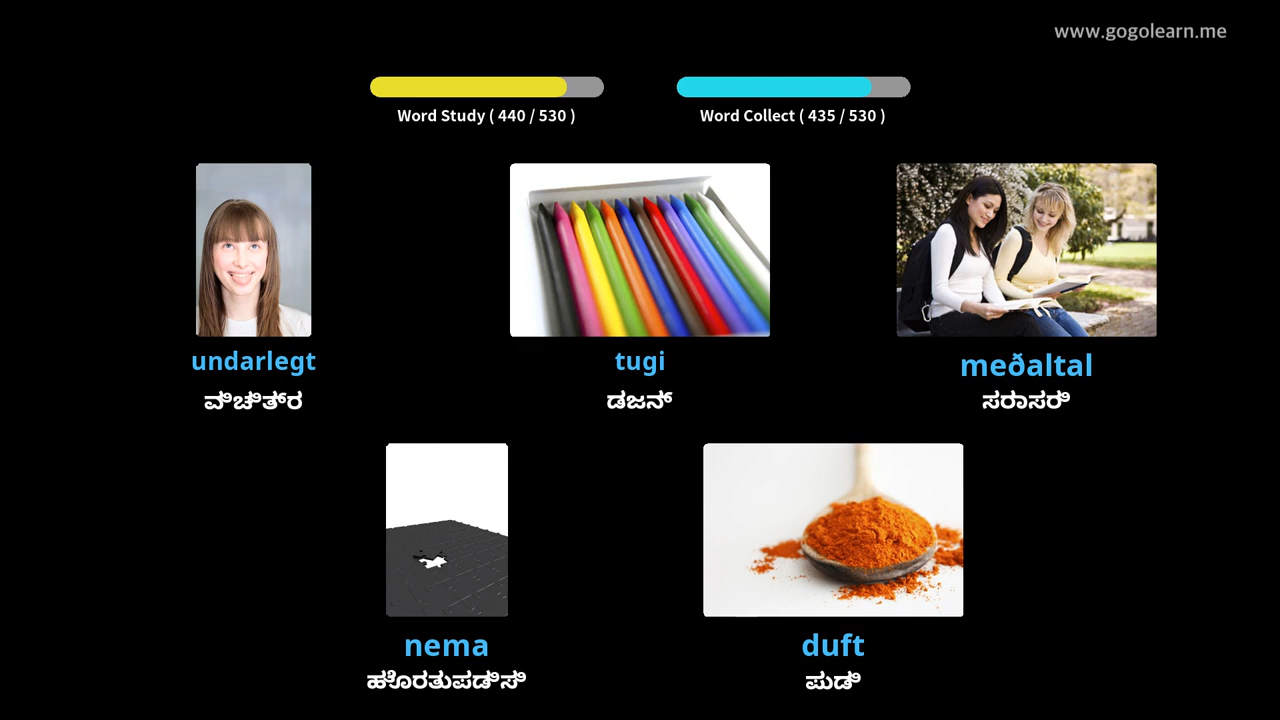 www.gogolearn.me
Word Study ( 440 / 530 )
Word Collect ( 435 / 530 )
undarlegt
tugi
meðaltal
ವಿಚಿತ್ರ
ಡಜನ್
ಸರಾಸರಿ
nema
duft
ಹೊರತುಪಡಿಸಿ
ಪುಡಿ